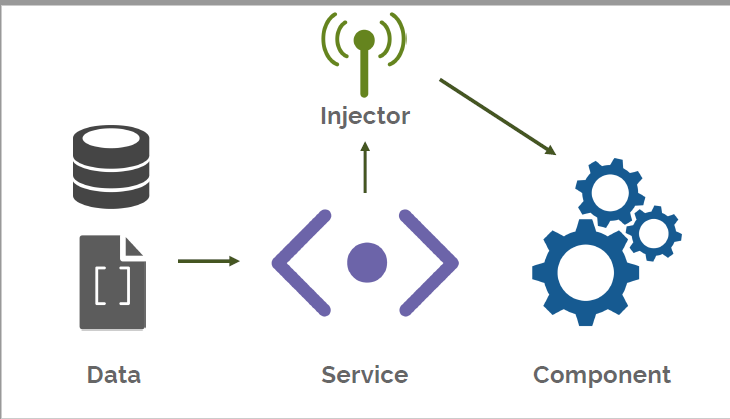 Injector
[ ]
Data
Service
Component